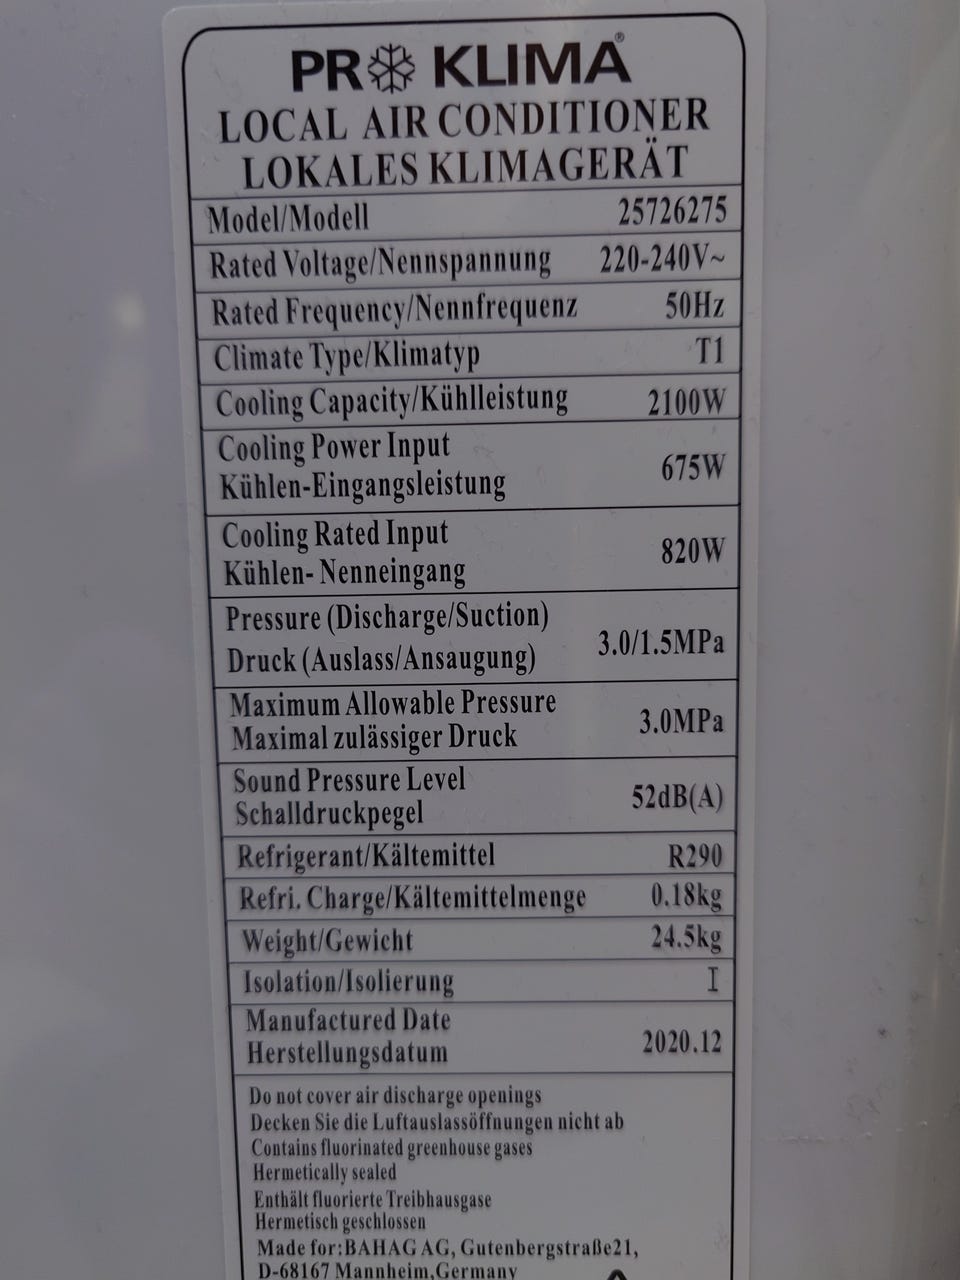 PRO KLIMA®
LOCAL AIR CONDITIONER
LOKALES KLIMAGERÄT
Model/Modell 25726275
Rated Voltage/Nennspannung 220-240V~
Rated Frequency/Nennfrequenz 50Hz
Climate Type/Klimatyp T1
Cooling Capacity/Kühlleistung 2100W
Cooling Power Input
Kühlen-Eingangsleistung 675W
Cooling Rated Input
Kühlen- Nenneingang 820W
Pressure (Discharge/Suction)
Druck (Auslass/Ansaugung) 3.0/1.5MPa
Maximum Allowable Pressure
Maximal zulässiger Druck 3.0MPa
Sound Pressure Level
Schalldruckpegel 52dB(A)
Refrigerant/Kältemittel R290
Refri. Charge/Kältemittelmenge 0.18kg
Weight/Gewicht 24.5kg
Isolation/Isolierung I
Manufactured Date
Herstellungsdatum 2020.12
Do not cover air discharge openings
Decken Sie die Luftauslassöffnungen nicht ab
Contains fluorinated greenhouse gases
Hermetically sealed
Enthält fluorierte Treibhausgase
Hermetisch geschlossen
Made for:BAHAG AG, Gutenbergstraße21,
D-68167 Mannheim,Germany